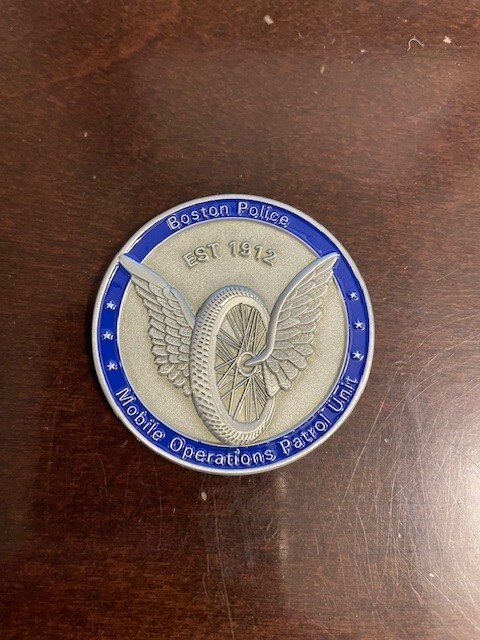 Boston Police
EST 1912
Mobile Operations Patrol Unit